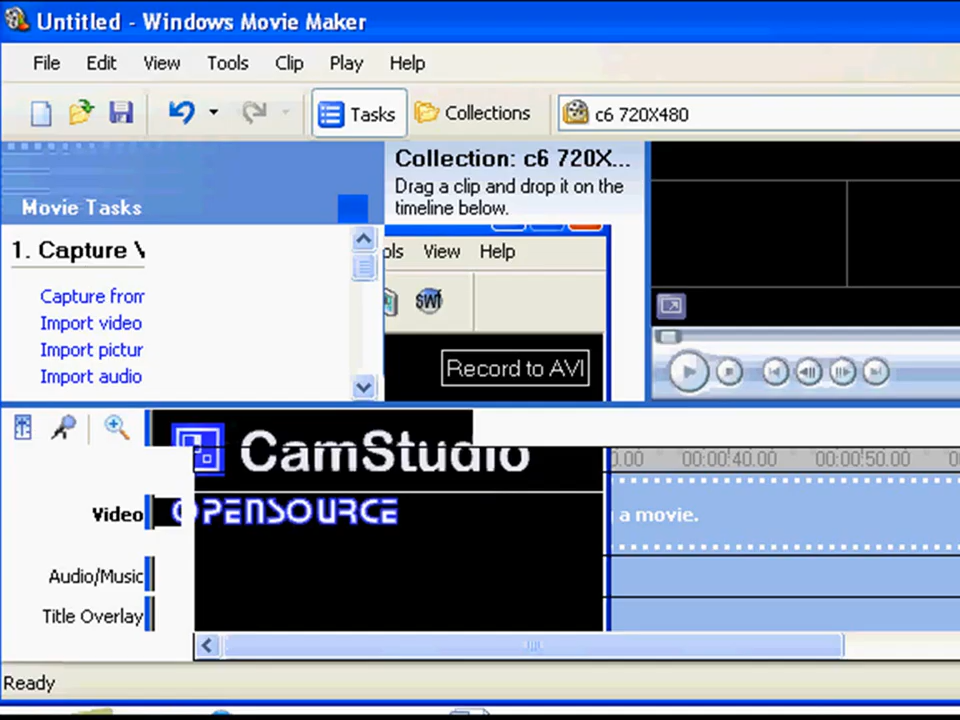 Untitled - Windows Movie Maker
File Edit View Tools Clip Play Help
Tasks Collections c6 720X480
Collection: c6 720X...
Drag a clip and drop it on the
timeline below.
Movie Tasks
1. Capture
Capture from
Import video
Import pictur
Import audio
ols View Help
SWF
Record to AVI
CamStudio
OPENSOURCE
0.00 00:00:40.00 00:00:50.00
Video
a movie.
Audio/Music
Title Overlay
Ready